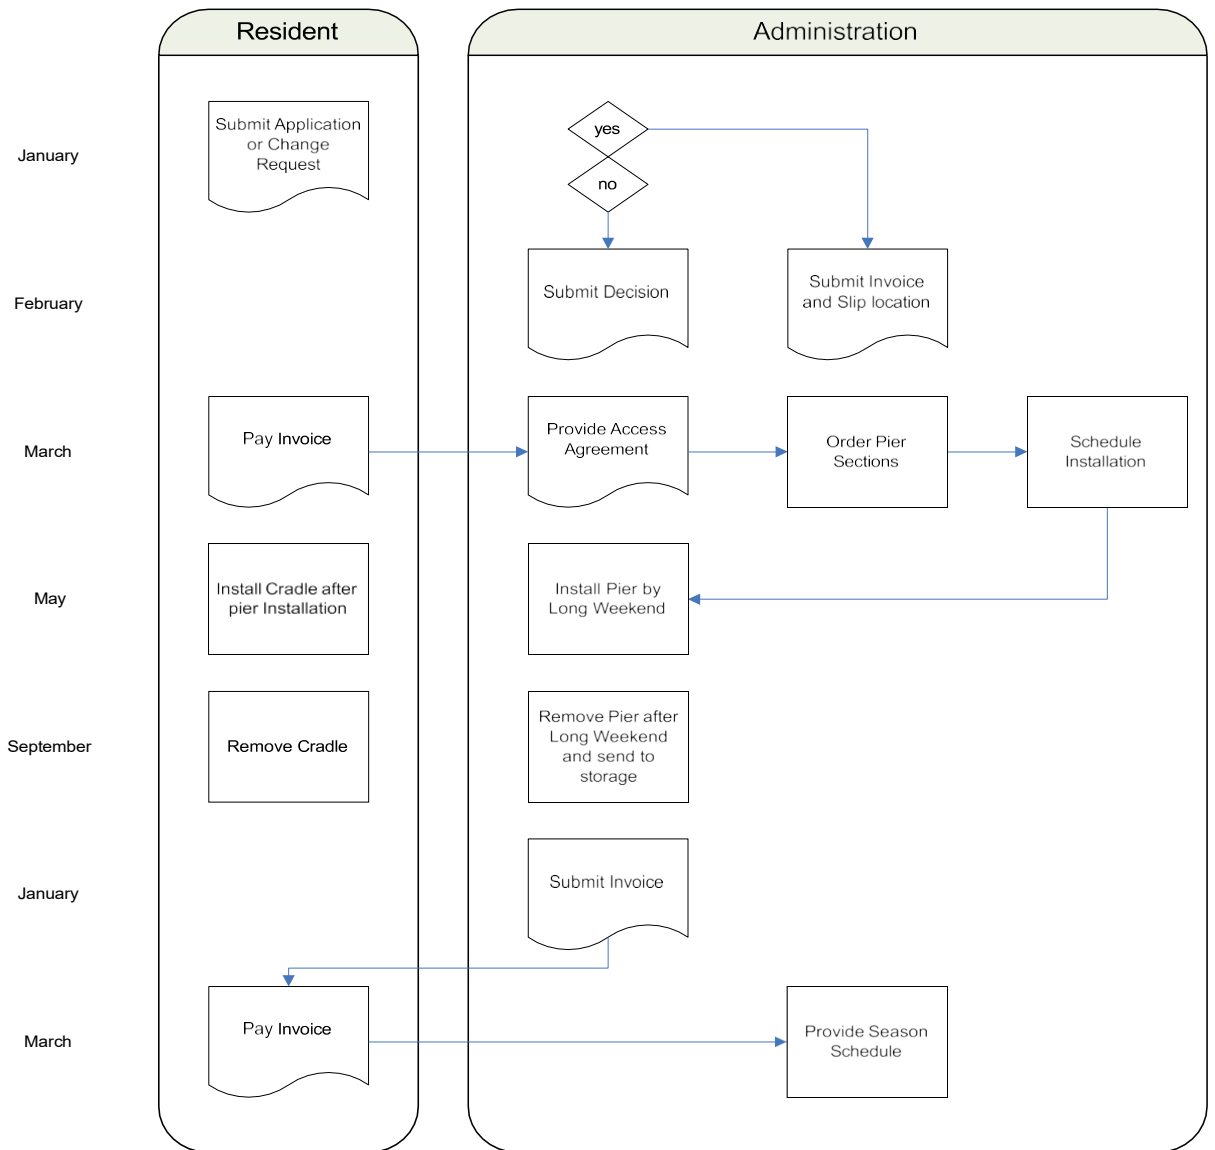 Resident
Administration
January
Submit Application
or Change
Request
yes
no
February
Submit Decision
Submit Invoice
and Slip location
March
Pay Invoice
Provide Access
Agreement
Order Pier
Sections
Schedule
Installation
May
Install Cradle after
pier Installation
Install Pier by
Long Weekend
September
Remove Cradle
Remove Pier after
Long Weekend
and send to
storage
January
Submit Invoice
March
Pay Invoice
Provide Season
Schedule